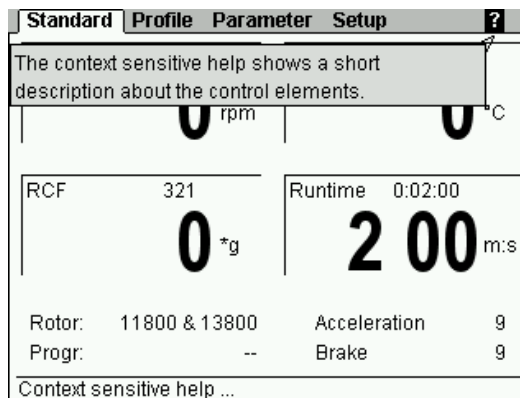 Standard Profile Parameter Setup ?
The context sensitive help shows a short
description about the control elements.
0 rpm 0 °C
RCF 321 Runtime 0:02:00
0 *g 2 00 m:s
Rotor: 11800 & 13800 Acceleration 9
Progr: -- Brake 9
Context sensitive help ...